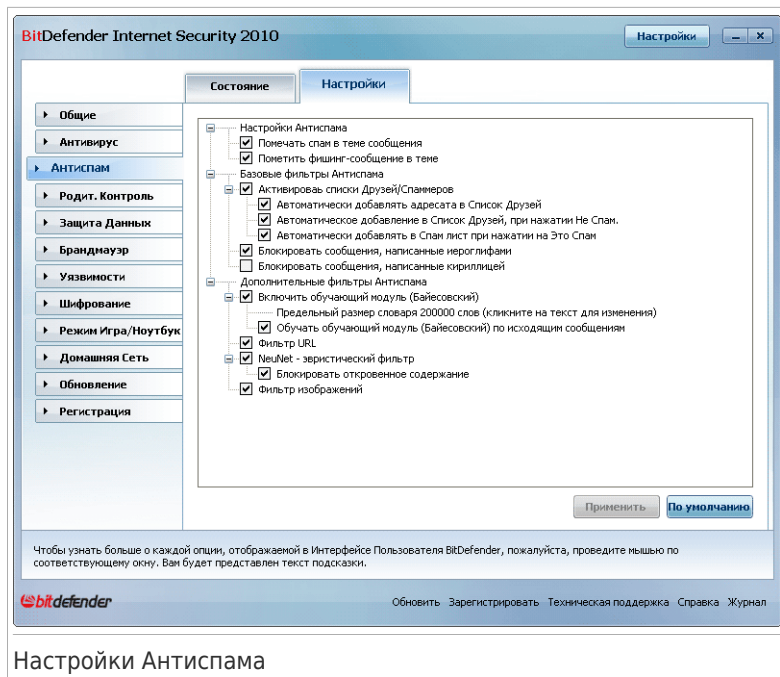 BitDefender Internet Security 2010
Настройки
Состояние
Настройки
Общие
Антивирус
Антиспам
Родит. Контроль
Защита Данных
Брандмауэр
Уязвимости
Шифрование
Режим Игра/Ноутбук
Домашняя Сеть
Обновление
Регистрация
Настройки Антиспама
Помечать спам в теме сообщения
Пометить фишинг-сообщение в теме
Базовые фильтры Антиспама
Активироваь списки Друзей/Спаммеров
Автоматически добавлять адресата в Список Друзей
Автоматическое добавление в Список Друзей, при нажатии Не Спам.
Автоматически добавлять в Спам лист при нажатии на Это Спам
Блокировать сообщения, написанные иероглифами
Блокировать сообщения, написанные кириллицей
Дополнительные фильтры Антиспама
Включить обучающий модуль (Байесовский)
Предельный размер словаря 200000 слов (кликните на текст для изменения)
Обучать обучающий модуль (Байесовский) по исходящим сообщениям
Фильтр URL
NeuNet - эвристический фильтр
Блокировать откровенное содержание
Фильтр изображений
Применить
По умолчанию
Чтобы узнать больше о каждой опции, отображаемой в Интерфейсе Пользователя BitDefender, пожалуйста, проведите мышью по
соответствующему окну. Вам будет представлен текст подсказки.
bitdefender
Обновить Зарегистрировать Техническая поддержка Справка Журнал
Настройки Антиспама